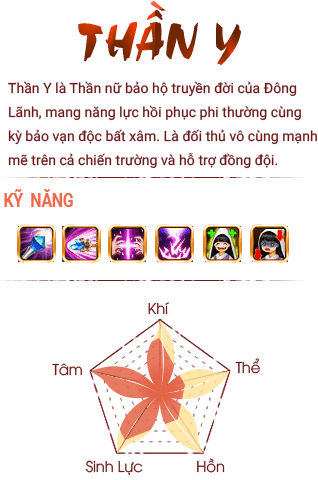 THẦN Y
Thần Y là Thần nữ bảo hộ truyền đời của Đông
Lãnh, mang năng lực hồi phục phi thường cùng
kỳ bảo vạn độc bất xâm. Là đối thủ vô cùng mạnh
mẽ trên cả chiến trường và hỗ trợ đồng đội.
KỸ NĂNG
Khí
Tâm
Thể
Sinh Lực
Hồn